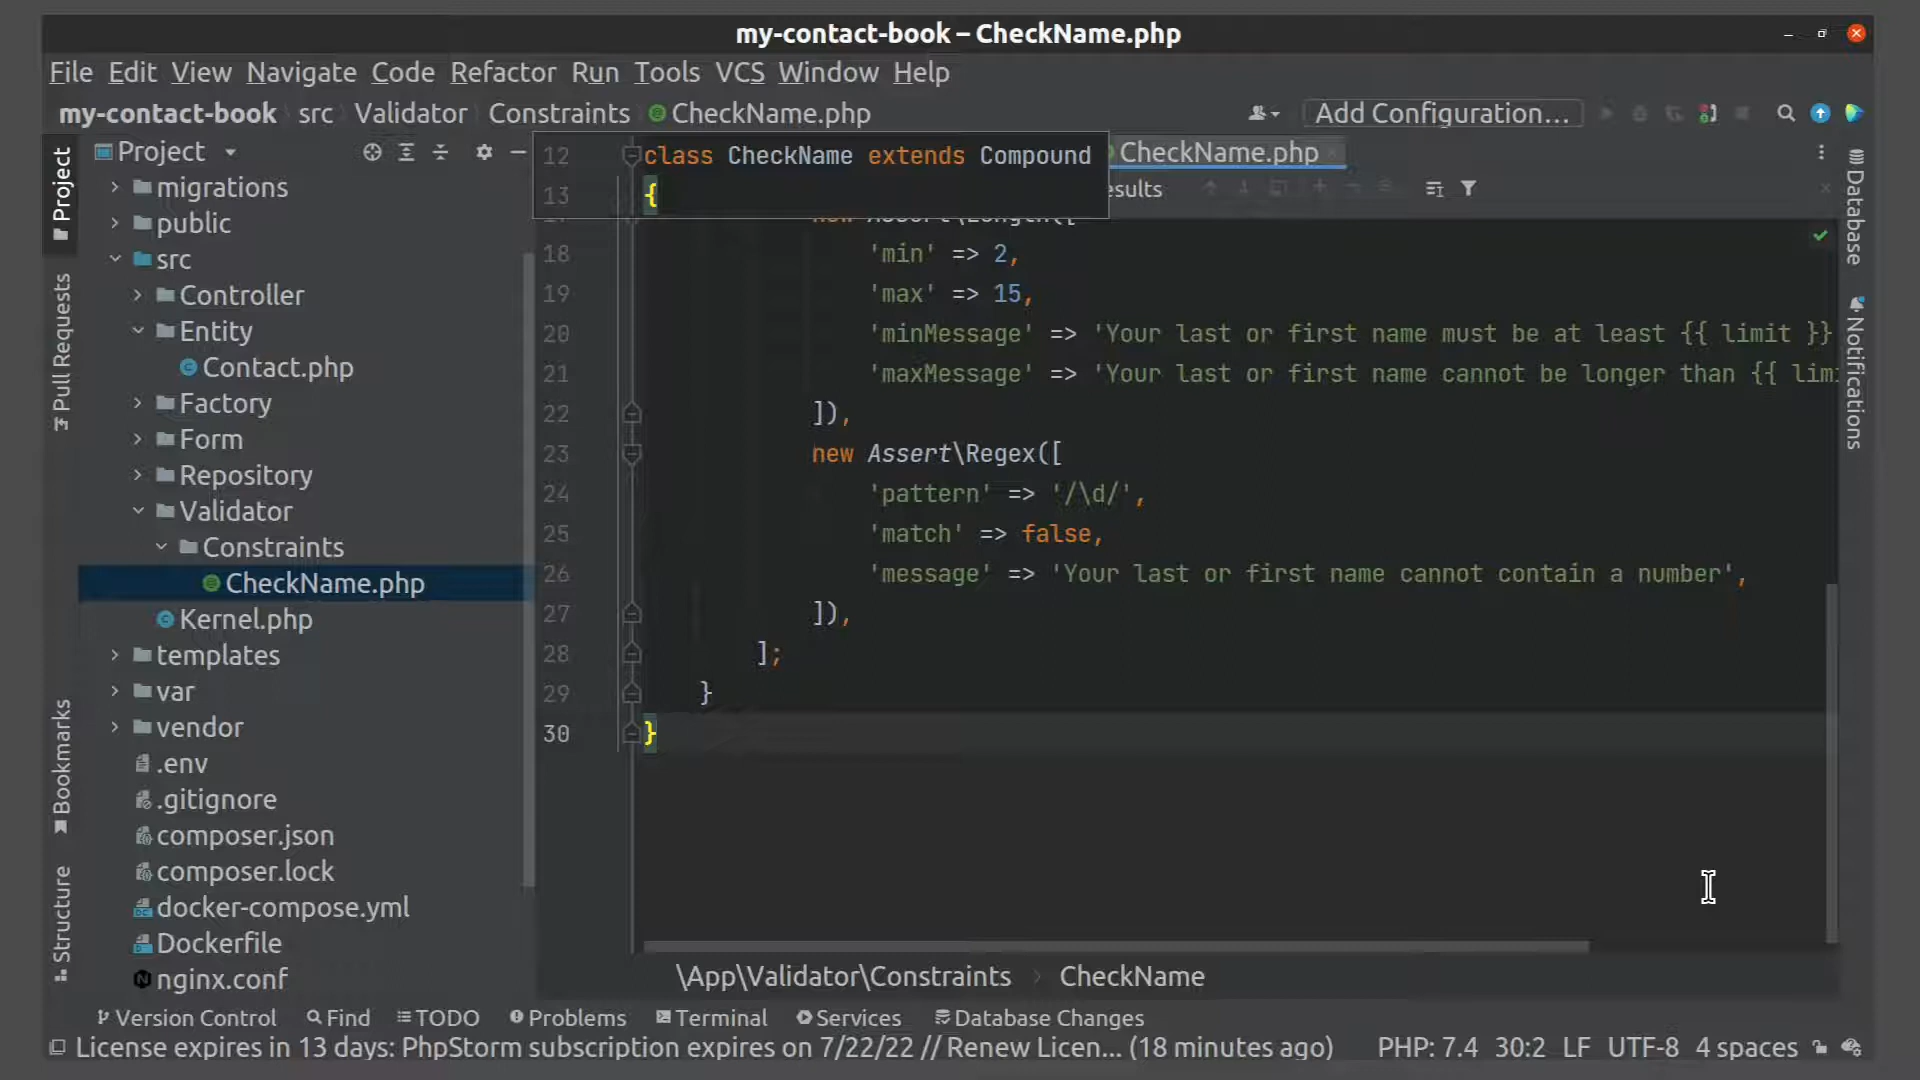 my-contact-book – CheckName.php
File Edit View Navigate Code Refactor Run Tools VCS Window Help
my-contact-book src Validator Constraints CheckName.php
Add Configuration...
Project
migrations
public
src
Controller
Entity
Contact.php
Factory
Form
Repository
Validator
Constraints
CheckName.php
Kernel.php
templates
var
vendor
.env
.gitignore
composer.json
composer.lock
docker-compose.yml
Dockerfile
nginx.conf
Project
Pull Requests
Bookmarks
Structure
CheckName.php
esults
12 class CheckName extends Compound
13 {
18 'min' => 2,
19 'max' => 15,
20 'minMessage' => 'Your last or first name must be at least {{ limit }}
21 'maxMessage' => 'Your last or first name cannot be longer than {{ lim
22 ]),
23 new Assert\Regex([
24 'pattern' => '/\d/',
25 'match' => false,
26 'message' => 'Your last or first name cannot contain a number',
27 ]),
28 ];
29 }
30 }
\App\Validator\Constraints › CheckName
Database
Notifications
Version Control Find TODO Problems Terminal Services Database Changes
License expires in 13 days: PhpStorm subscription expires on 7/22/22 // Renew Licen... (18 minutes ago) PHP: 7.4 30:2 LF UTF-8 4 spaces